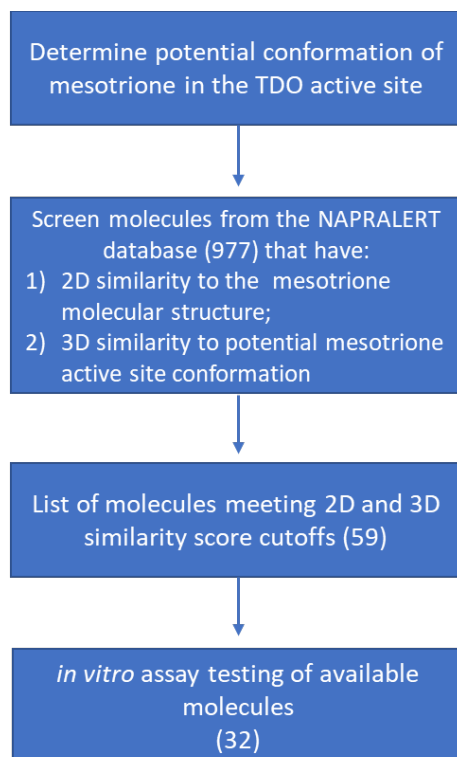 Determine potential conformation of
mesotrione in the TDO active site
Screen molecules from the NAPRALERT
database (977) that have:
1) 2D similarity to the mesotrione
molecular structure;
2) 3D similarity to potential mesotrione
active site conformation
List of molecules meeting 2D and 3D
similarity score cutoffs (59)
in vitro assay testing of available
molecules
(32)